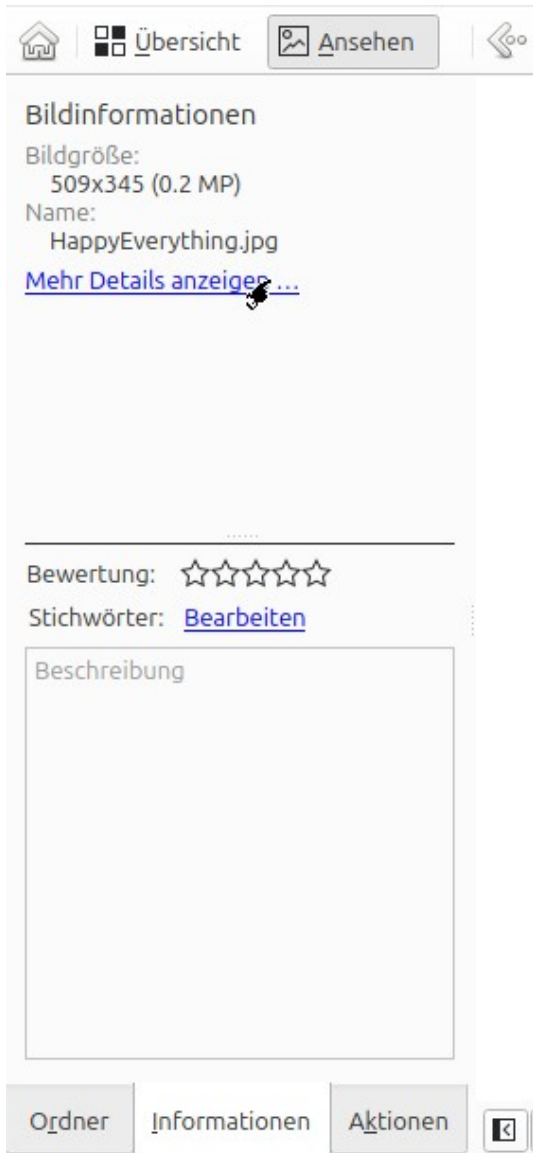 Übersicht Ansehen
Bildinformationen
Bildgröße:
509x345 (0.2 MP)
Name:
HappyEverything.jpg
Mehr Details anzeigen ...
Bewertung:
Stichwörter: Bearbeiten
Beschreibung
Ordner Informationen Aktionen